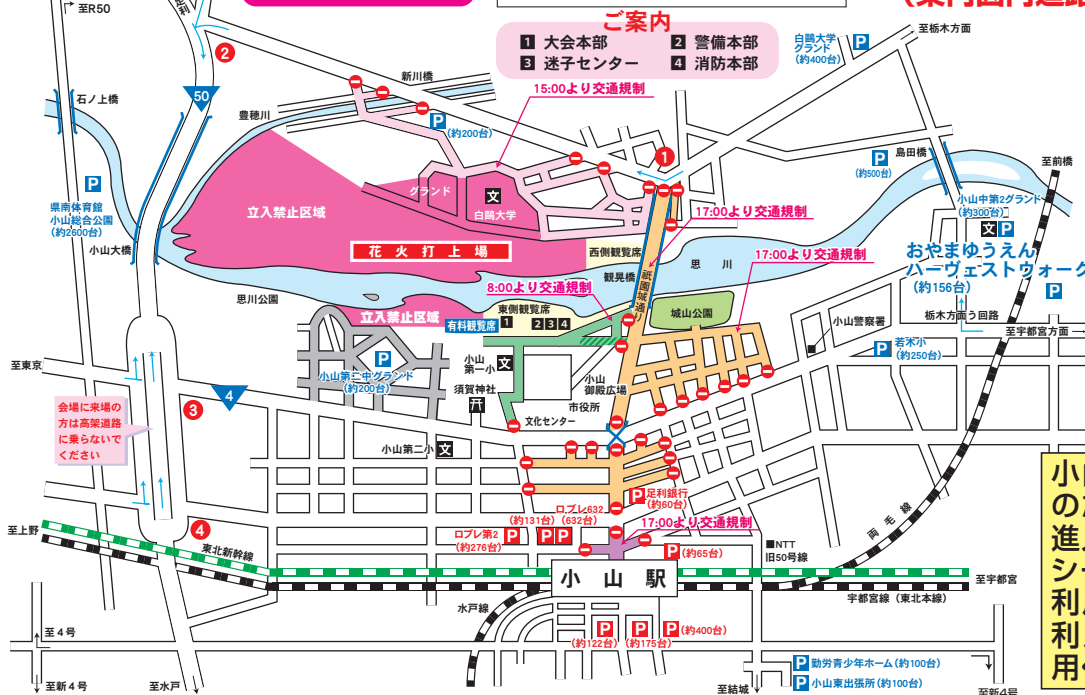 至R50
足利
ご案内
1 大会本部 2 警備本部
3 迷子センター 4 消防本部
白鷗大学
グランド
(約400台)
P
至栃木方面
2
50
石ノ上橋
新川橋
豊穂川
15:00より交通規制
P
(約200台)
1
島田橋
P
(約500台)
至前橋
P
県南体育館
小山総合公園
(約2600台)
小山大橋
立入禁止区域
グランド
文
白鷗大学
17:00より交通規制
小山中第2グランド
(約300台)
文 P
花火打上場
西側観覧席
観晃橋
思川
17:00より交通規制
おやまゆうえん
ハーヴェストウォーク
(約156台)
P
思川公園
8:00より交通規制
祇園城通り
立入禁止区域
東側観覧席
有料観覧席
1 2 3 4
城山公園
小山警察署
栃木方面う回路
至宇都宮方面
P 若木小
(約250台)
至東京
P
小山第二中グランド
(約200台)
小山
第一小
文
須賀神社
小山
御殿広場
市役所
文化センター
4
会場に来場の
方は高架道路
に乗らないで
ください
3
小山第二小 文
P 足利銀行
(約60台)
ロブレ632
(約131台) (632台)
ロブレ第2
(約276台)
P P P
17:00より交通規制
P (約65台)
■NTT
旧50号線
両毛線
至上野
4
東北新幹線
小山駅
至宇都宮
宇都宮線(東北本線)
水戸線
P P P (約400台)
(約122台) (約175台)
至4号
至新4号
至水戸
P 勤労青少年ホーム(約100台)
P 小山東出張所(約100台)
至結城
至新4号